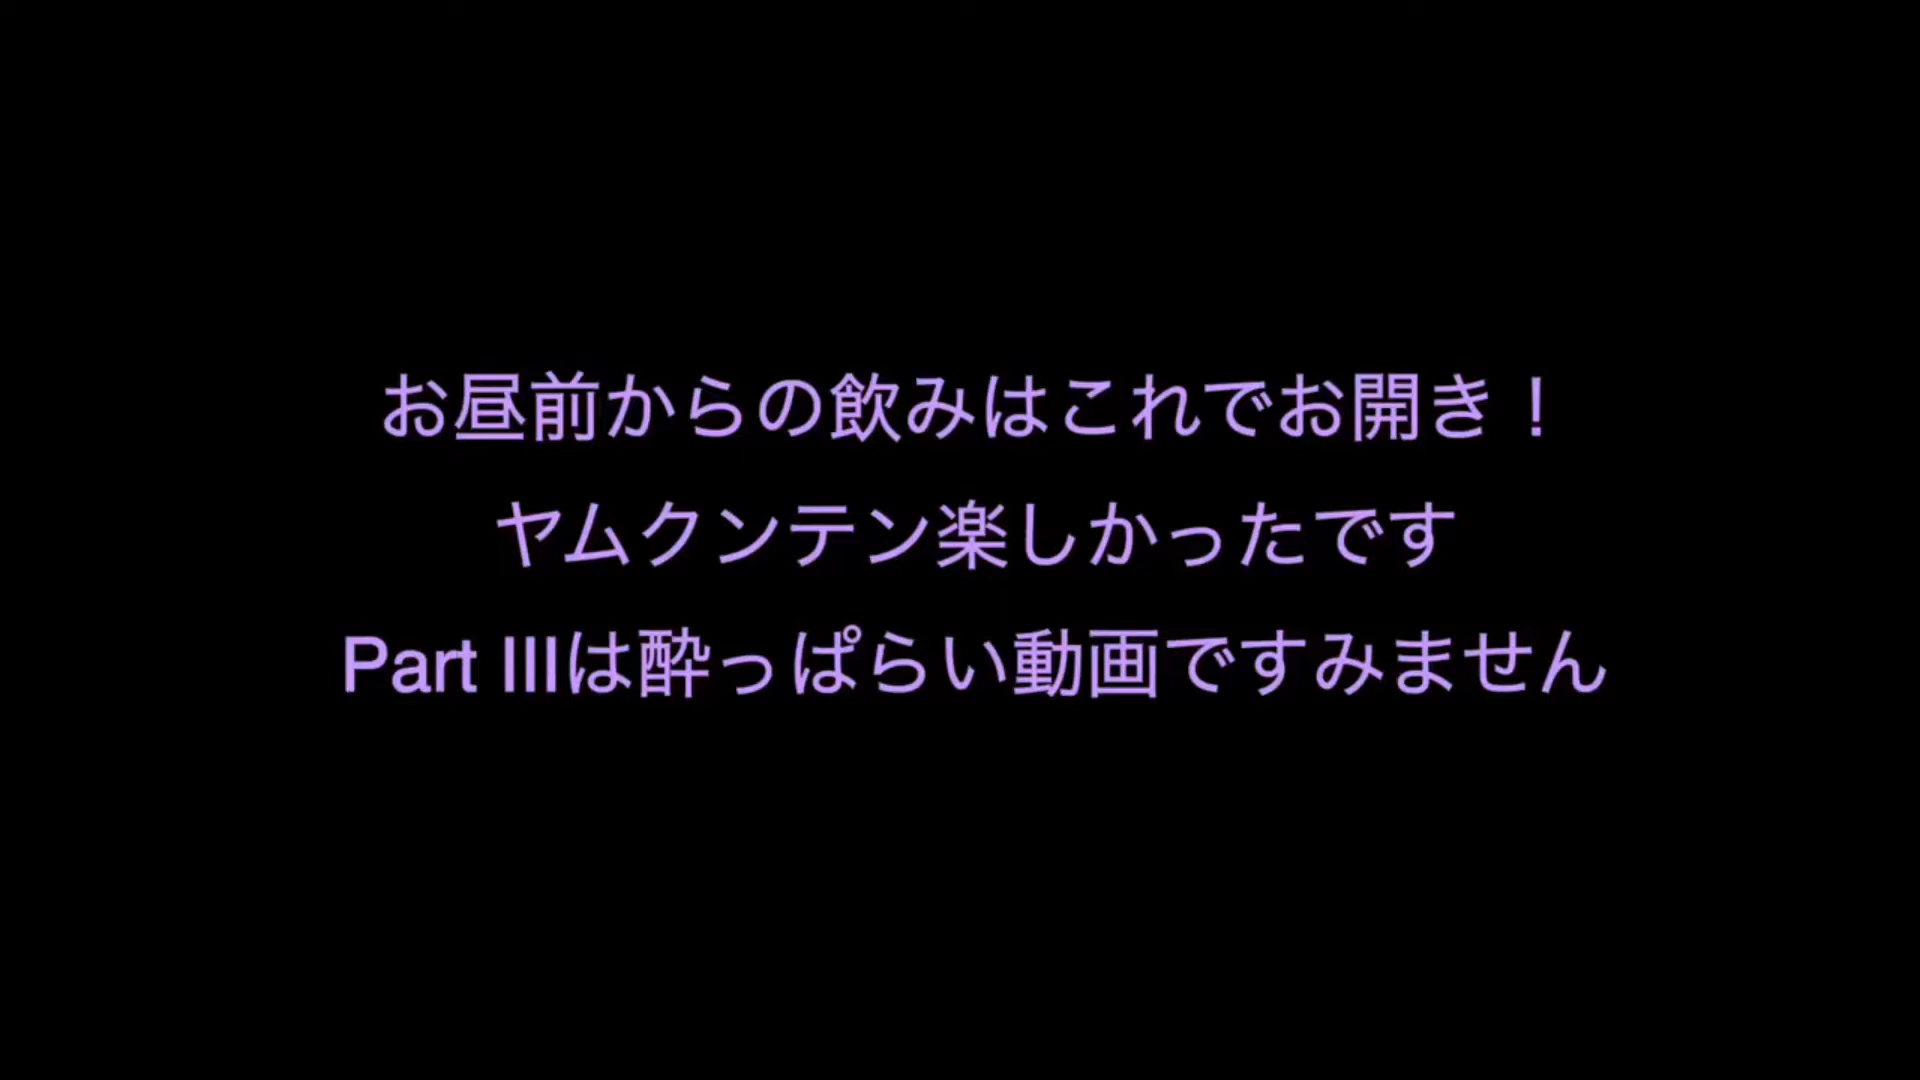 お昼前からの飲みはこれでお開き！
ヤムクンテン楽しかったです
Part IIIは酔っぱらい動画ですみません